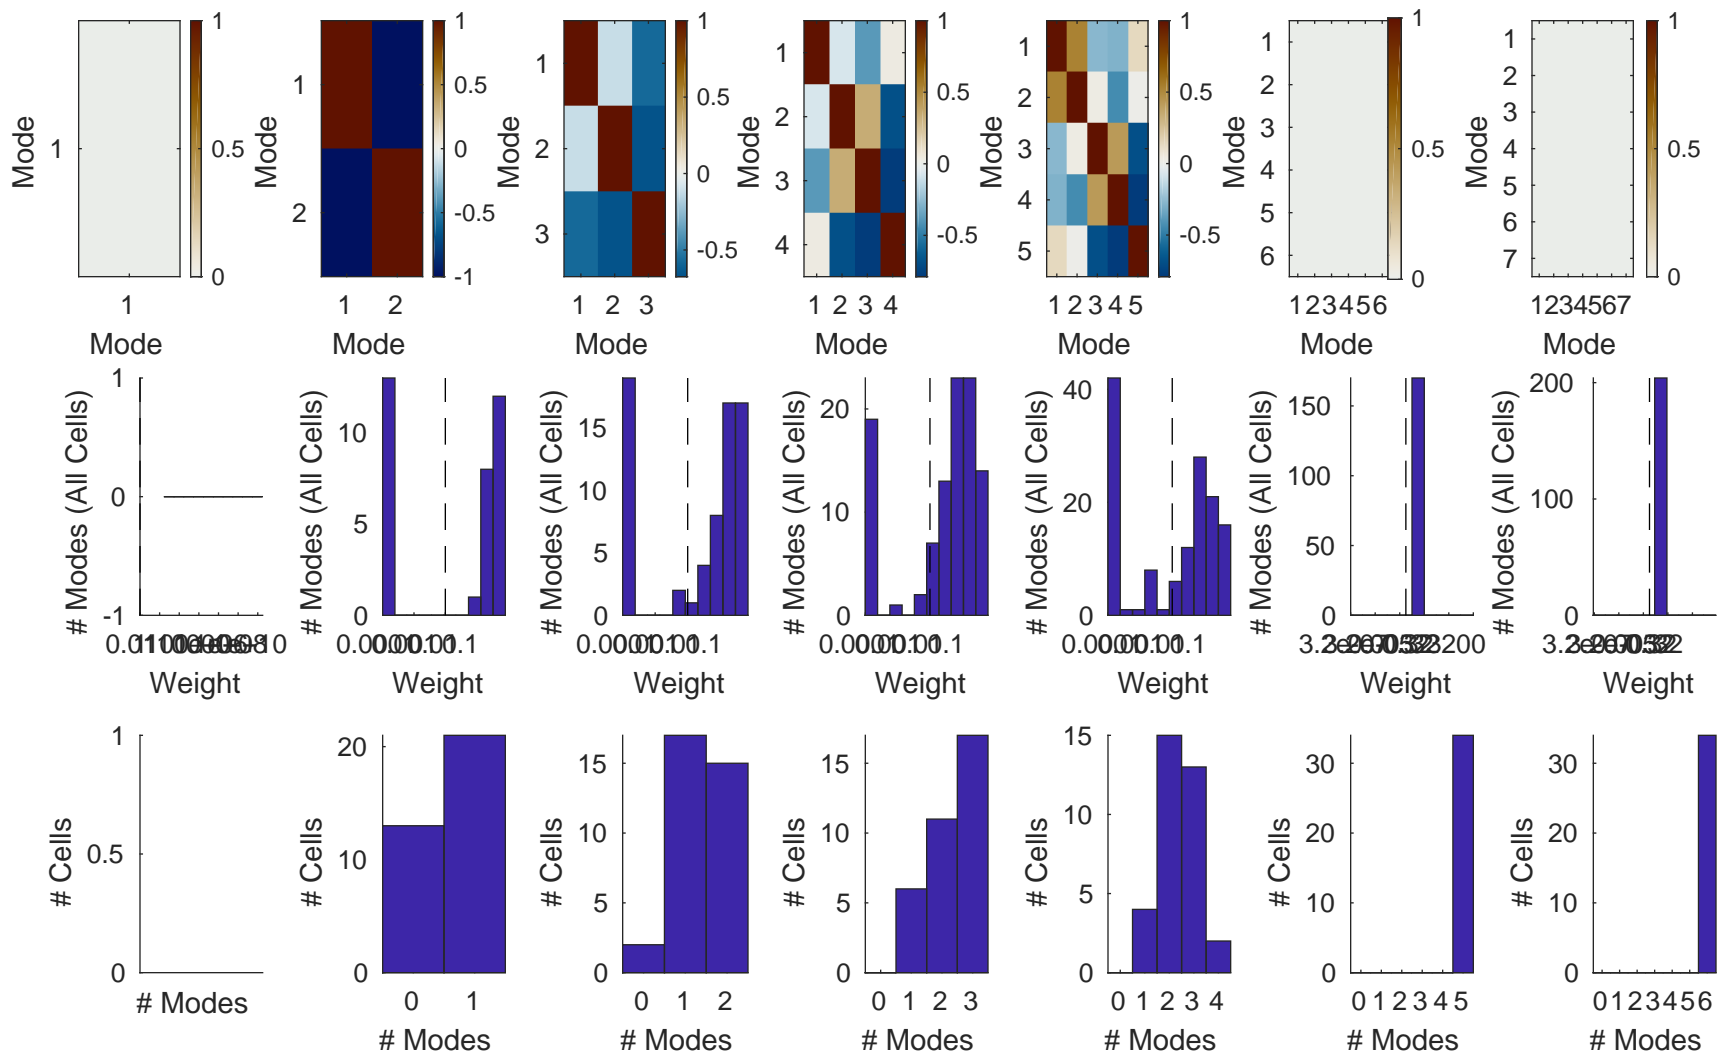 1
0.5
0
Mode
1
1
Mode
1
0.5
0
-0.5
-1
Mode
1
2
1 2
Mode
1
0.5
0
-0.5
Mode
1
2
3
1 2 3
Mode
1
0.5
0
-0.5
Mode
1
2
3
4
1 2 3 4
Mode
1
0.5
0
-0.5
Mode
1
2
3
4
5
1 2 3 4 5
Mode
1
0.5
0
Mode
1
2
3
4
5
6
123456
Mode
1
0.5
0
Mode
1
2
3
4
5
6
7
1234567
Mode
# Modes (All Cells)
1
0
-1
Weight
# Modes (All Cells)
10
5
0
Weight
# Modes (All Cells)
15
10
5
0
Weight
# Modes (All Cells)
20
10
0
Weight
# Modes (All Cells)
40
20
0
Weight
# Modes (All Cells)
150
100
50
0
Weight
# Modes (All Cells)
200
100
0
Weight
# Cells
1
0.5
0
# Modes
# Cells
20
10
0
0 1
# Modes
# Cells
15
10
5
0
0 1 2
# Modes
# Cells
15
10
5
0
0 1 2 3
# Modes
# Cells
15
10
5
0
0 1 2 3 4
# Modes
# Cells
30
20
10
0
0 1 2 3 4 5
# Modes
# Cells
30
20
10
0
0 1 2 3 4 5 6
# Modes